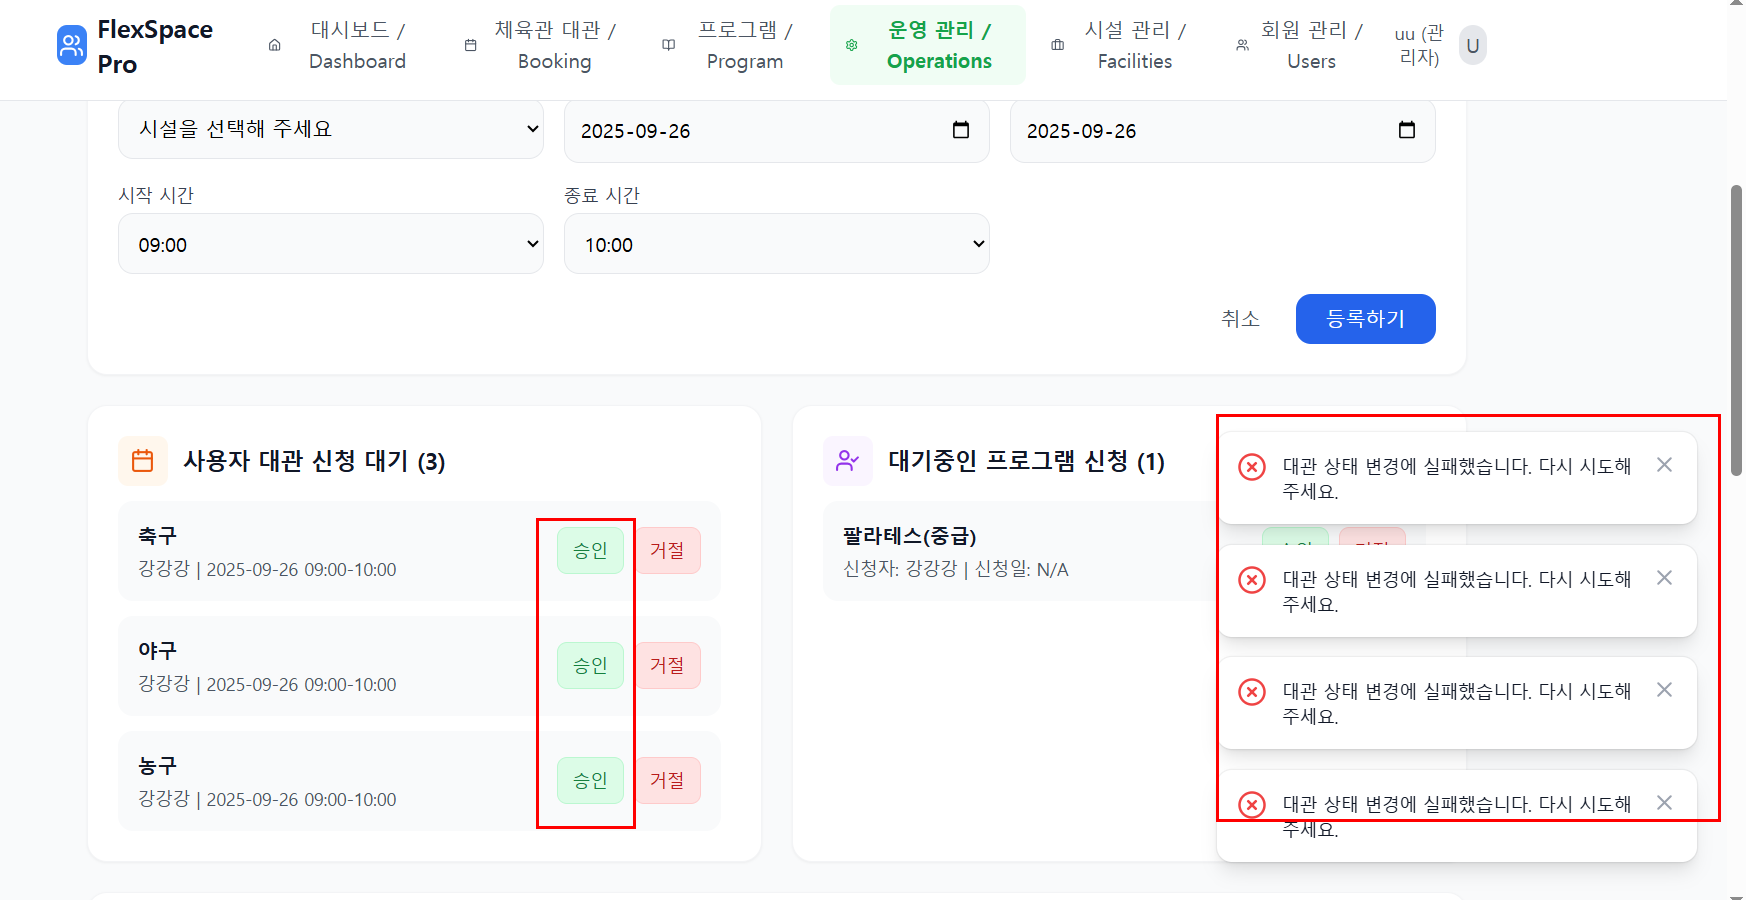 FlexSpace
Pro
대시보드 /
Dashboard
체육관 대관 /
Booking
프로그램 /
Program
운영 관리 /
Operations
시설 관리 /
Facilities
회원 관리 /
Users
uu (관
리자)
U
시설을 선택해 주세요
2025-09-26
2025-09-26
시작 시간
종료 시간
09:00
10:00
취소
등록하기
사용자 대관 신청 대기 (3)
축구
강강강 | 2025-09-26 09:00-10:00
승인
거절
야구
강강강 | 2025-09-26 09:00-10:00
승인
거절
농구
강강강 | 2025-09-26 09:00-10:00
승인
거절
대기중인 프로그램 신청 (1)
팔라테스(중급)
신청자: 강강강 | 신청일: N/A
대관 상태 변경에 실패했습니다. 다시 시도해
주세요.
대관 상태 변경에 실패했습니다. 다시 시도해
주세요.
대관 상태 변경에 실패했습니다. 다시 시도해
주세요.
대관 상태 변경에 실패했습니다. 다시 시도해
주세요.